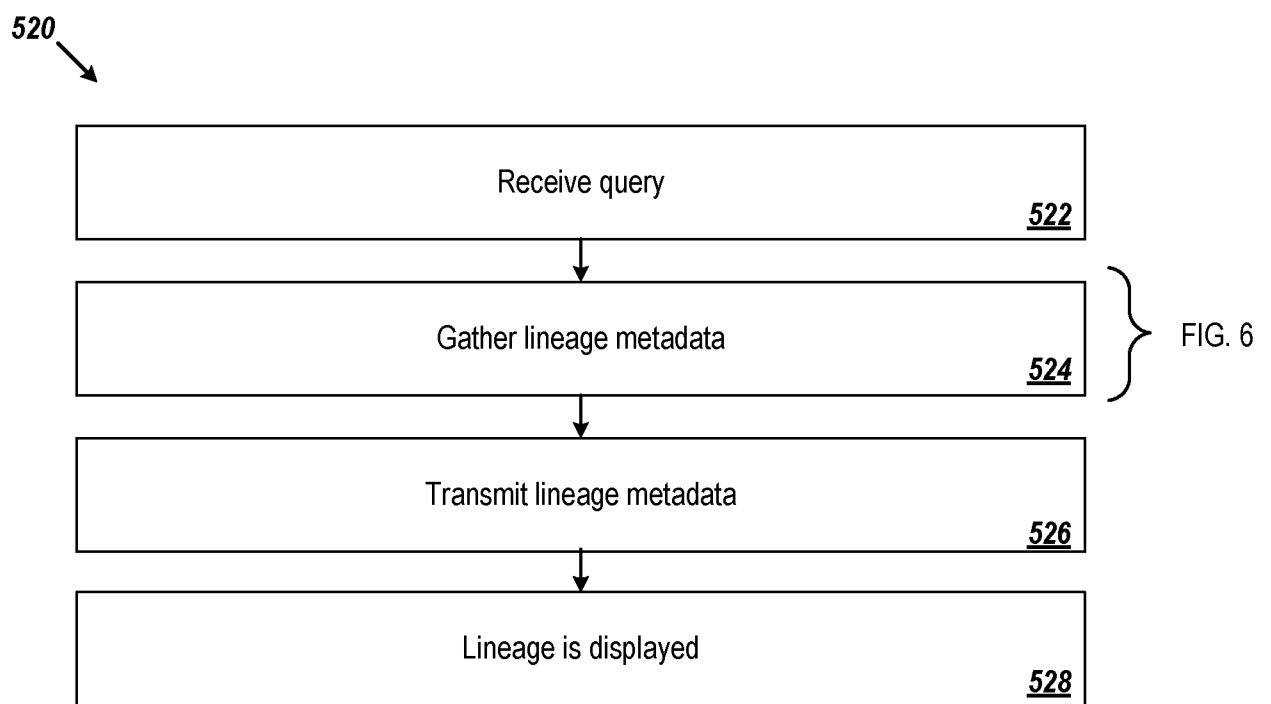 520
Receive query
522
Gather lineage metadata
524
FIG. 6
Transmit lineage metadata
526
Lineage is displayed
528